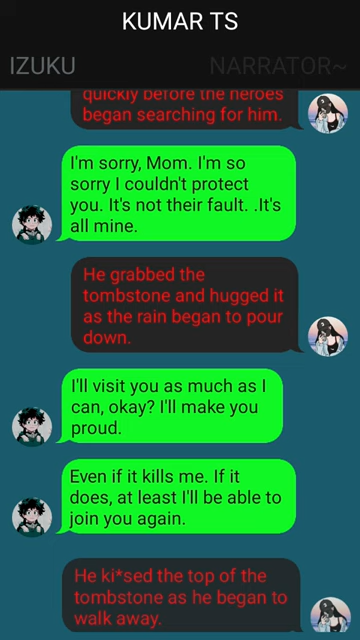 KUMAR TS
IZUKU
NARRATOR~
quickly before the heroes
began searching for him.
I'm sorry, Mom. I'm so
sorry I couldn't protect
you. It's not their fault. .It's
all mine.
He grabbed the
tombstone and hugged it
as the rain began to pour
down.
I'll visit you as much as I
can, okay? I'll make you
proud.
Even if it kills me. If it
does, at least I'll be able to
join you again.
He ki*sed the top of the
tombstone as he began to
walk away.